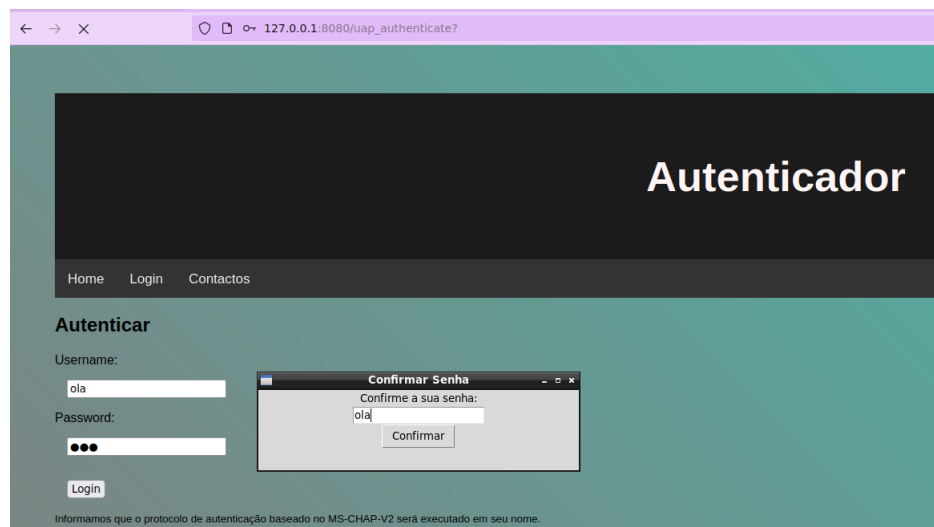 127.0.0.1:8080/uap_authenticate?
Autenticador
Home Login Contactos
Autenticar
Username:
ola
Password:
Login
Confirmar Senha
Confirme a sua senha:
ola
Confirmar
Informamos que o protocolo de autenticação baseado no MS-CHAP-V2 será executado em seu nome.